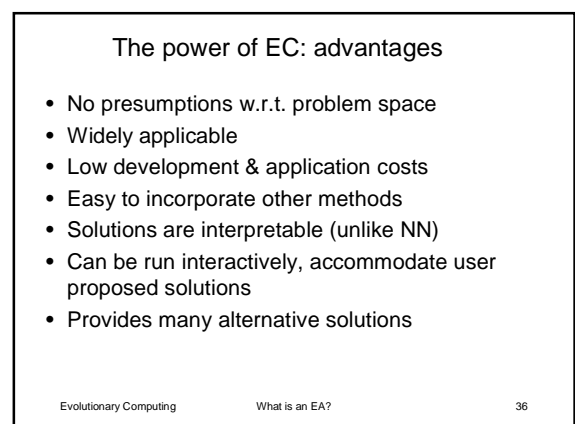 The power of EC: advantages
• No presumptions w.r.t. problem space
• Widely applicable
• Low development & application costs
• Easy to incorporate other methods
• Solutions are interpretable (unlike NN)
• Can be run interactively, accommodate user
proposed solutions
• Provides many alternative solutions
Evolutionary Computing What is an EA? 36